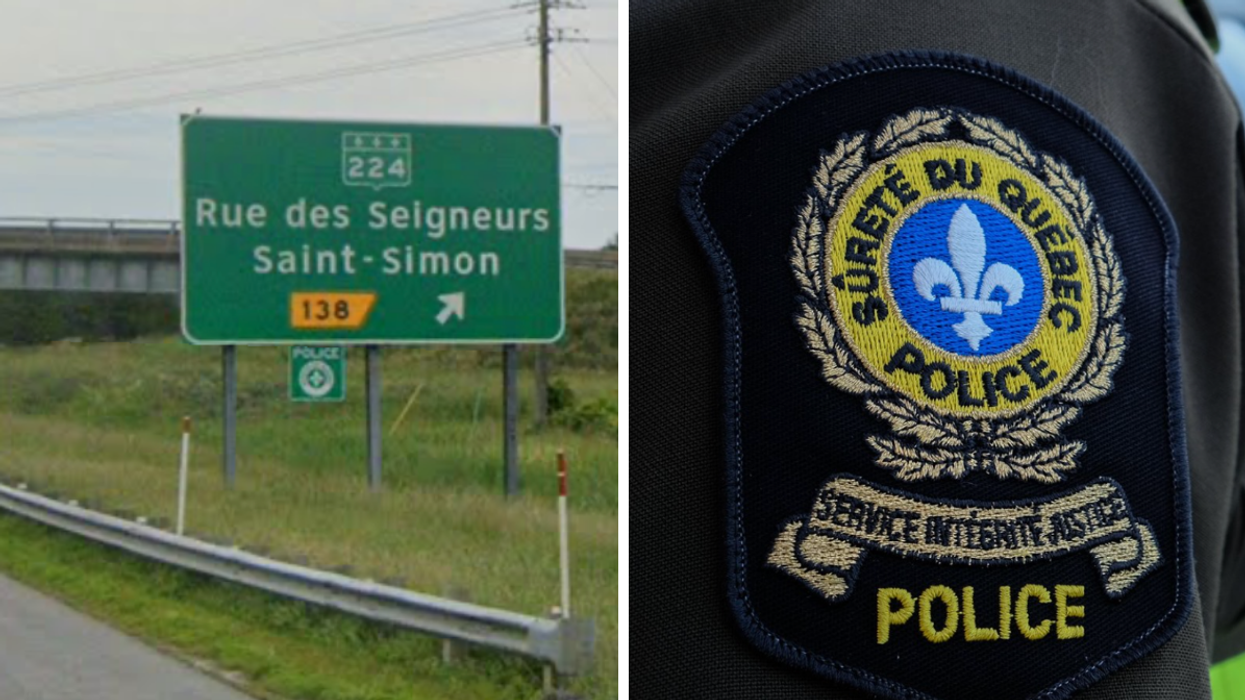 224
Rue des Seigneurs
Saint-Simon
138
POLICE
SÛRETÉ DU QUÉBEC
POLICE
SERVICE INTÉGRITÉ JUSTICE
POLICE